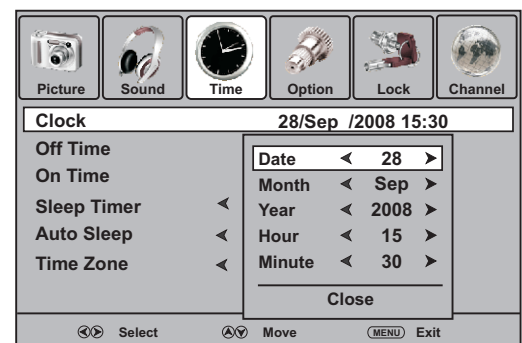 Picture Sound Time Option Lock Channel
Clock 28/Sep /2008 15:30
Off Time
On Time
Sleep Timer
Auto Sleep
Time Zone
Date 28
Month Sep
Year 2008
Hour 15
Minute 30
Close
Select Move MENU Exit